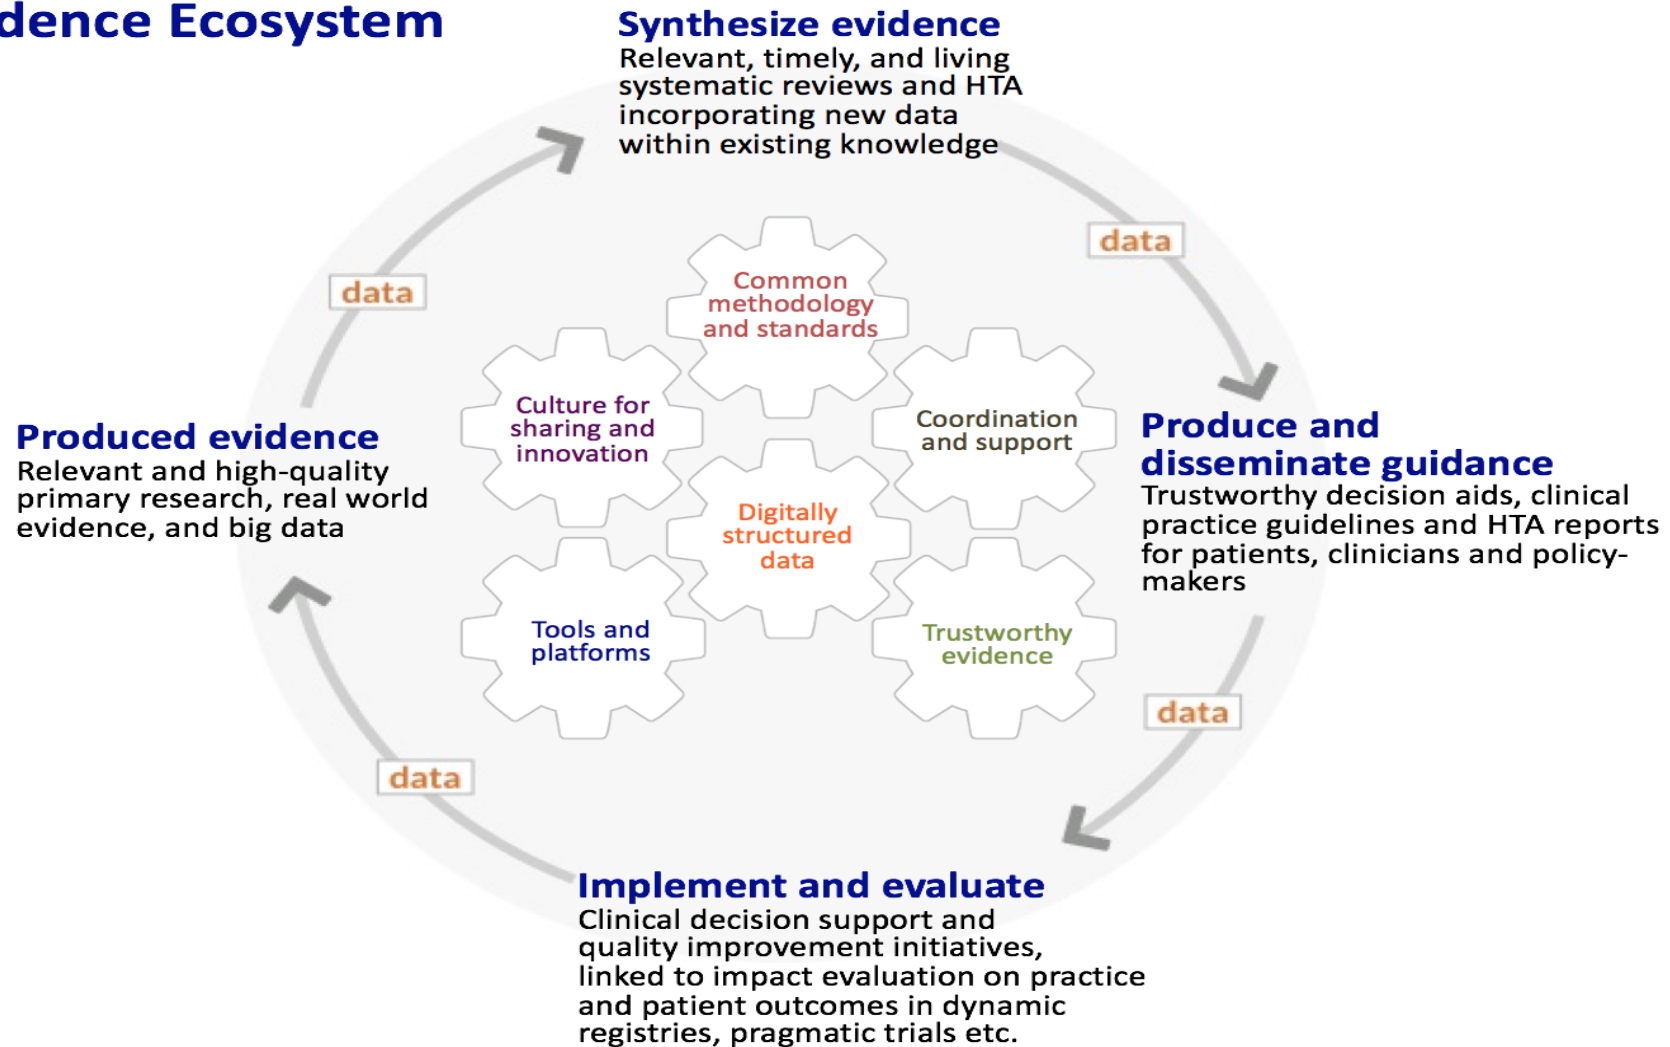 dence Ecosystem
Synthesize evidence
Relevant, timely, and living
systematic reviews and HTA
incorporating new data
within existing knowledge
data
data
Common
methodology
and standards
Culture for
sharing and
innovation
Coordination
and support
Produced evidence
Relevant and high-quality
primary research, real world
evidence, and big data
Produce and
disseminate guidance
Trustworthy decision aids, clinical
practice guidelines and HTA reports
for patients, clinicians and policy-
makers
Digitally
structured
data
Tools and
platforms
Trustworthy
evidence
data
data
Implement and evaluate
Clinical decision support and
quality improvement initiatives,
linked to impact evaluation on practice
and patient outcomes in dynamic
registries, pragmatic trials etc.